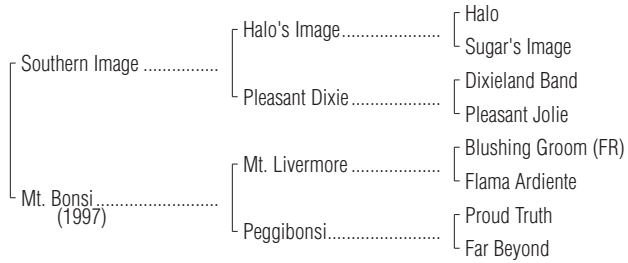 Halo
Halo's Image..................
Sugar's Image
Southern Image ................
Dixieland Band
Pleasant Dixie ..................
Pleasant Jolie
Blushing Groom (FR)
Mt. Livermore ..................
Flama Ardiente
Mt. Bonsi..........................
(1997)
Proud Truth
Peggibonsi.......................
Far Beyond